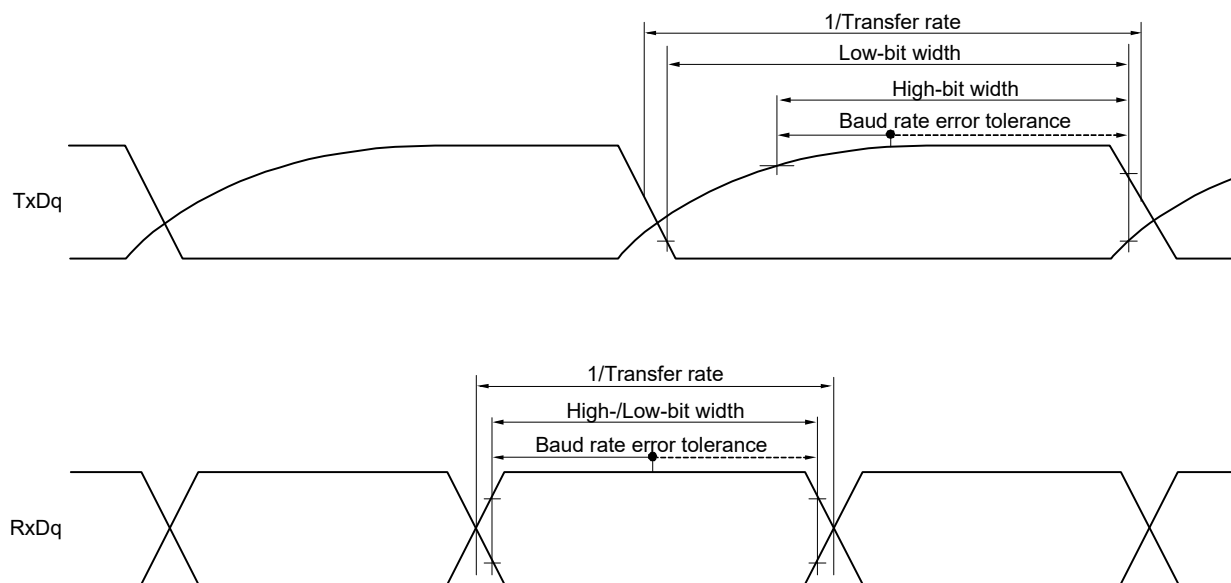 1/Transfer rate
Low-bit width
High-bit width
Baud rate error tolerance
TxDq
1/Transfer rate
High-/Low-bit width
Baud rate error tolerance
RxDq